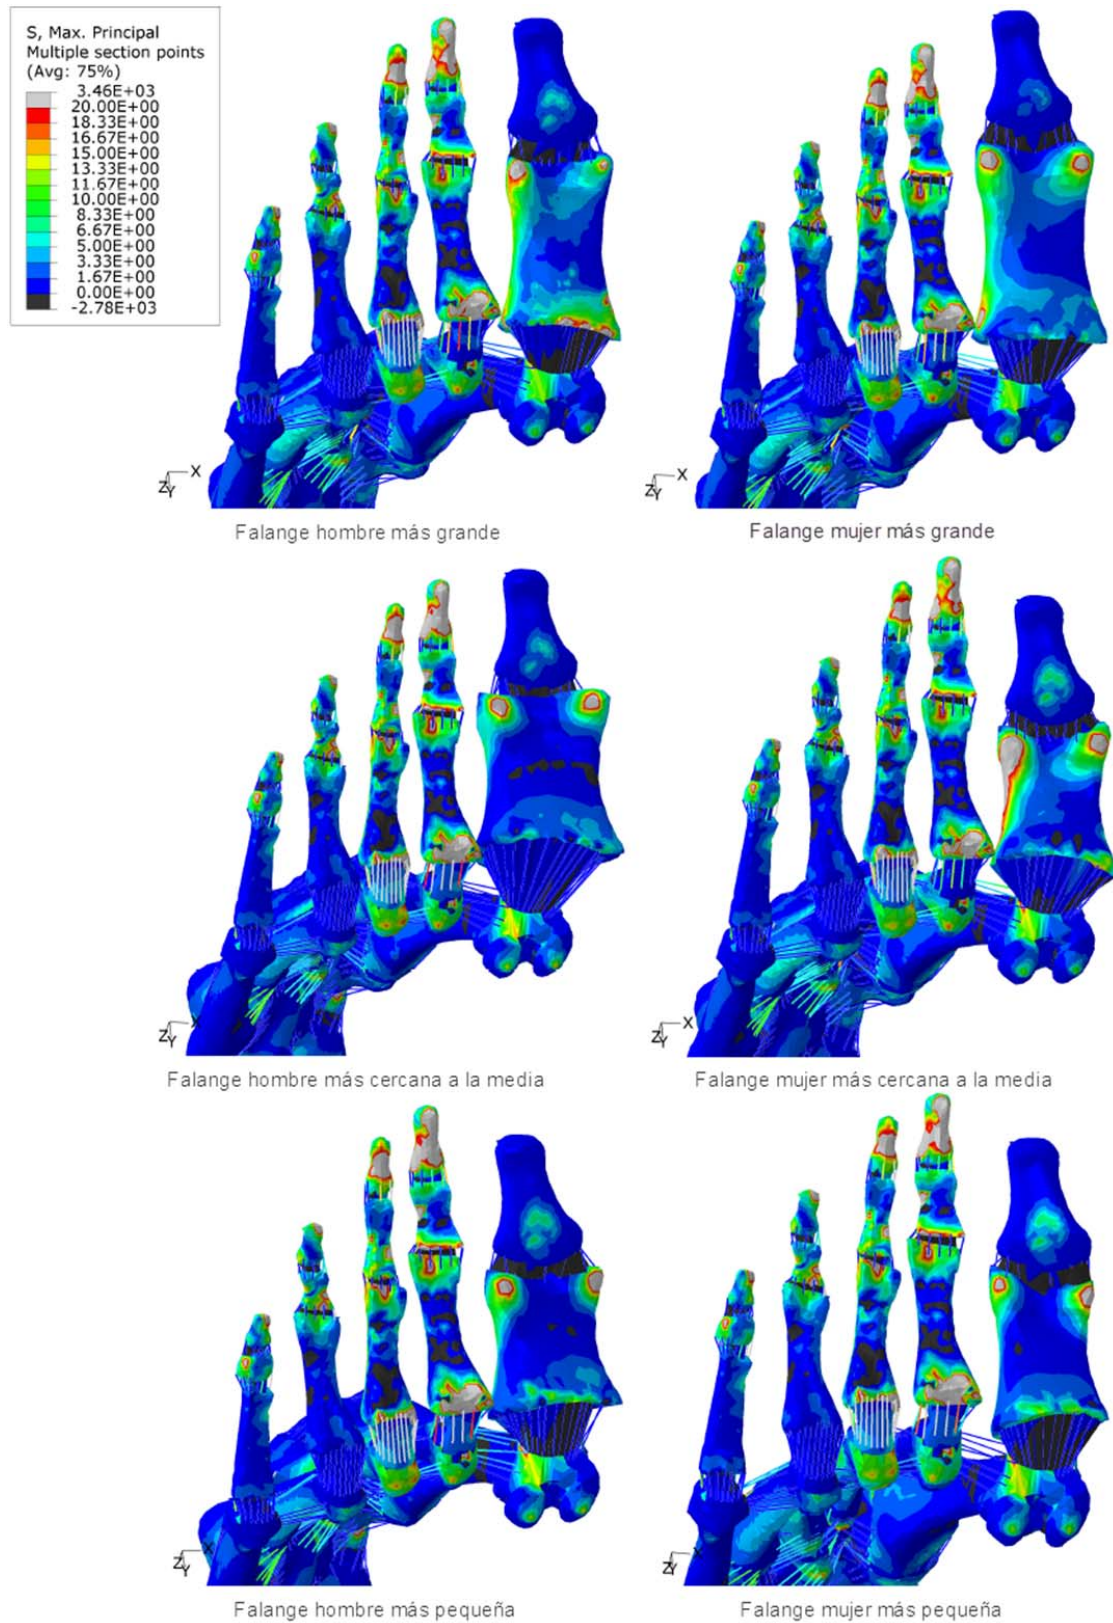 S, Max. Principal
Multiple section points
(Avg: 75%)
3.46E+03
20.00E+00
18.33E+00
16.67E+00
15.00E+00
13.33E+00
11.67E+00
10.00E+00
8.33E+00
6.67E+00
5.00E+00
3.33E+00
1.67E+00
0.00E+00
-2.78E+03
X
Z
Y
X
Z
Y
Falange hombre más grande
Falange mujer más grande
X
Z
Y
X
Z
Y
Falange hombre más cercana a la media
Falange mujer más cercana a la media
X
Z
Y
X
Z
Y
Falange hombre más pequeña
Falange mujer más pequeña